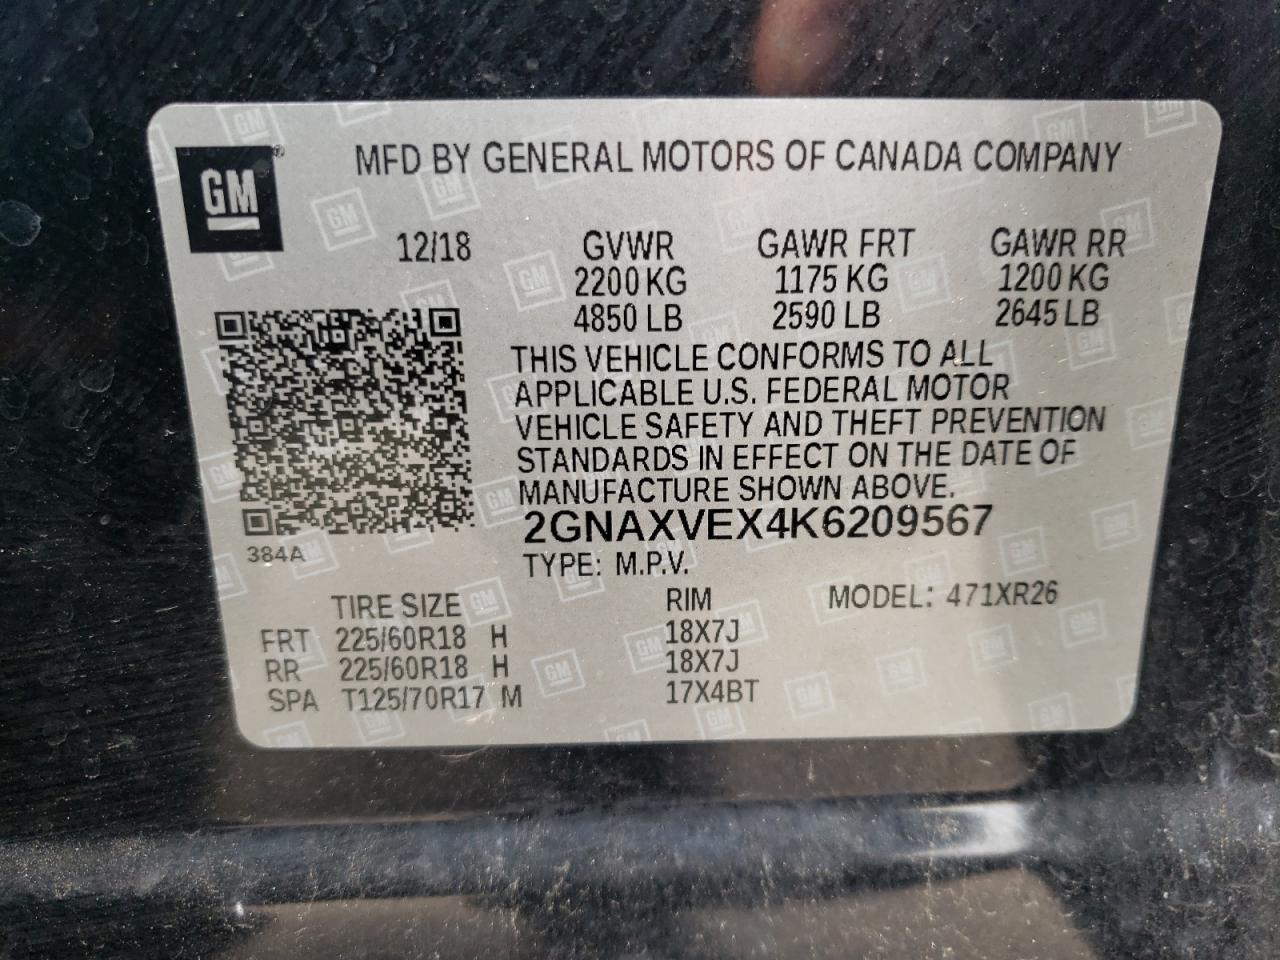 GM
MFD BY GENERAL MOTORS OF CANADA COMPANY
12/18 GVWR GAWR FRT GAWR RR
2200 KG 1175 KG 1200 KG
4850 LB 2590 LB 2645 LB
THIS VEHICLE CONFORMS TO ALL
APPLICABLE U.S. FEDERAL MOTOR
VEHICLE SAFETY AND THEFT PREVENTION
STANDARDS IN EFFECT ON THE DATE OF
MANUFACTURE SHOWN ABOVE.
2GNAXVEX4K6209567
384A
TYPE: M.P.V.
TIRE SIZE RIM MODEL: 471XR26
FRT 225/60R18 H 18X7J
RR 225/60R18 H 18X7J
SPA T125/70R17 M 17X4BT